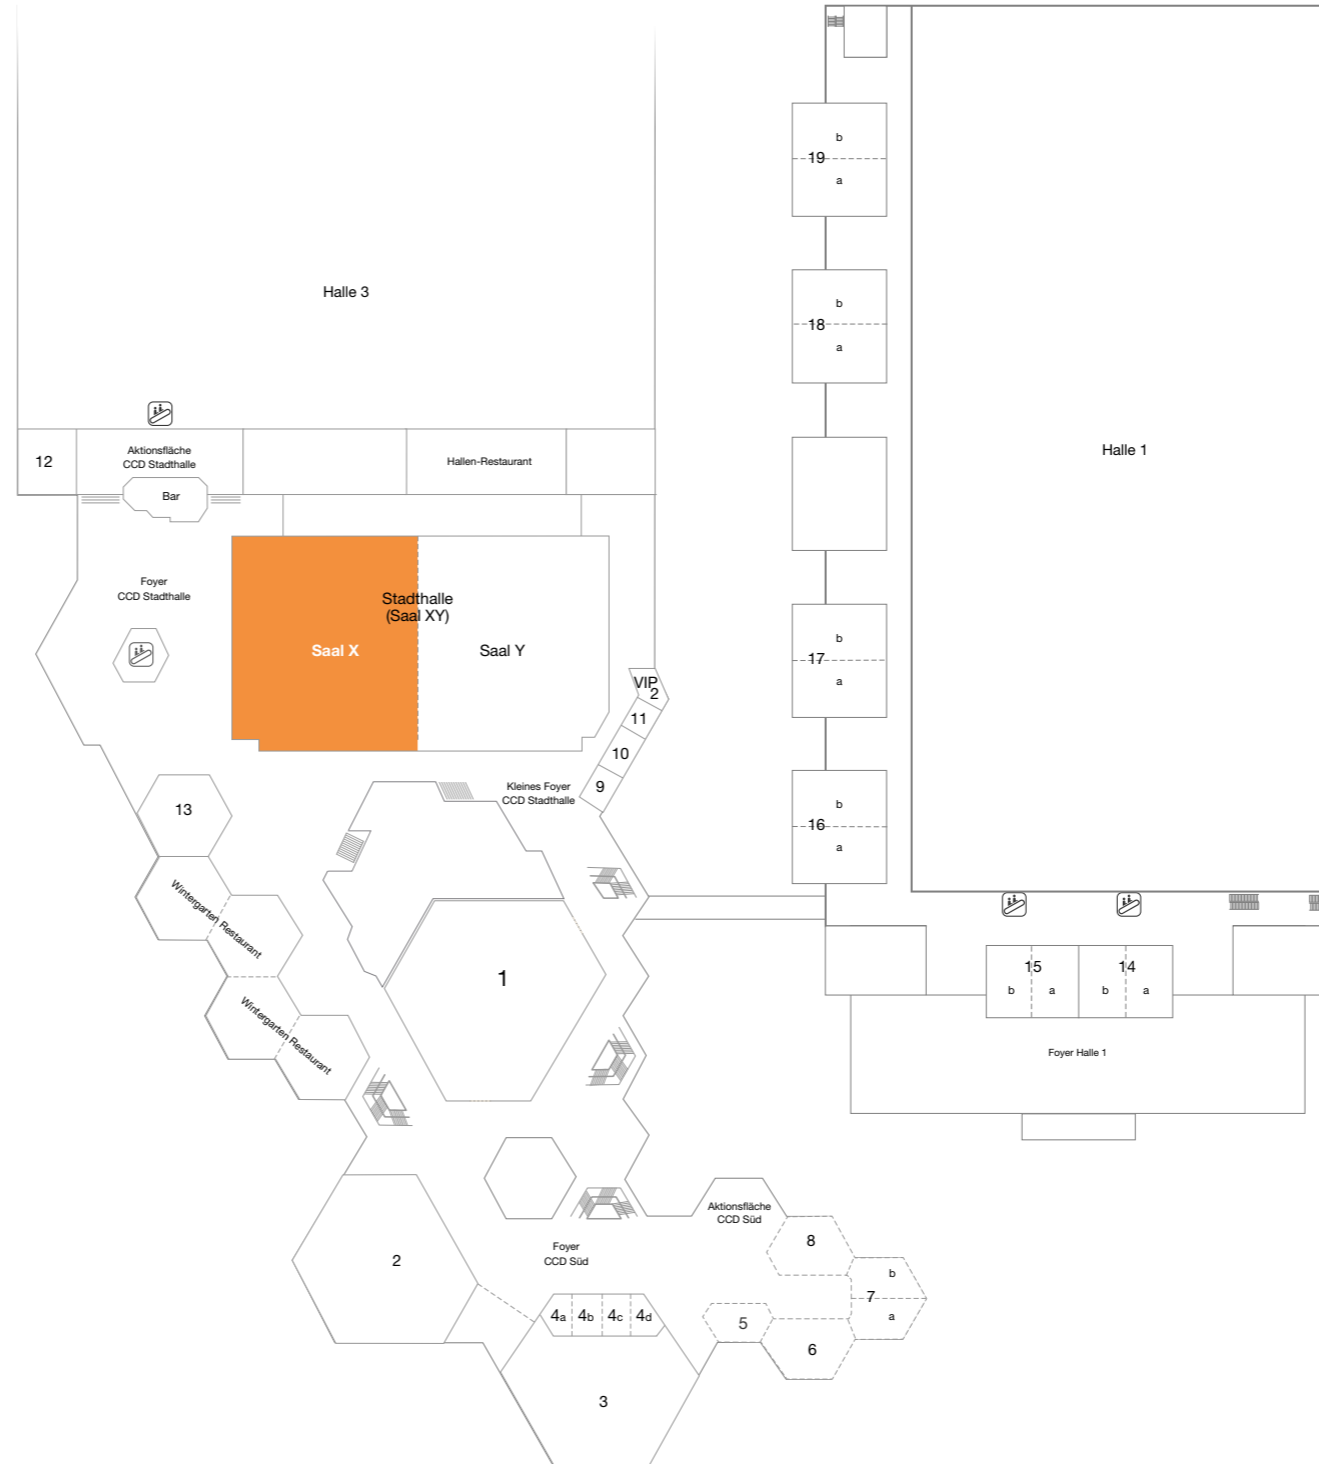 b
19
a
Halle 3
b
18
a
Halle 1
12
Aktionsfläche
CCD Stadthalle
Hallen-Restaurant
Bar
Foyer
CCD Stadthalle
Stadthalle
(Saal XY)
Saal X
Saal Y
b
17
a
VIP
2
11
10
9
Kleines Foyer
CCD Stadthalle
13
b
16
a
Wintergarten Restaurant
1
15
14
b
a
b
a
Wintergarten Restaurant
Foyer Halle 1
Aktionsfläche
CCD Süd
8
2
Foyer
CCD Süd
b
7
a
4a
4b
4c
4d
5
6
3